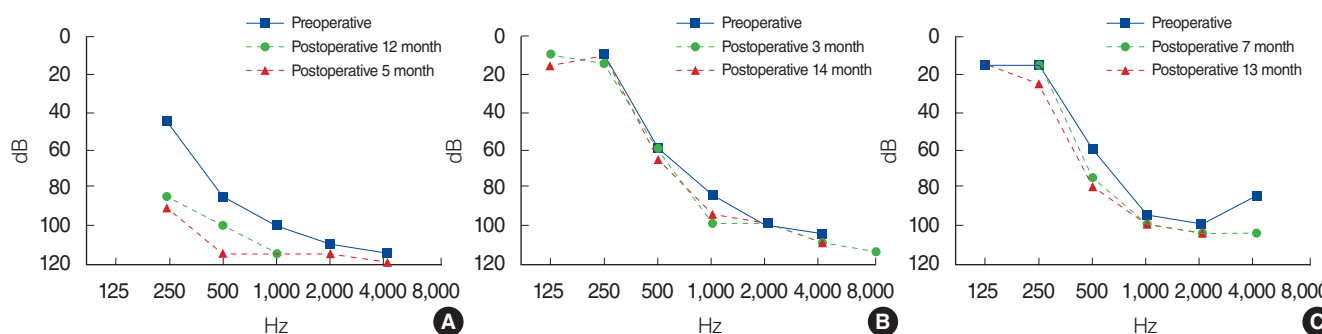 Preoperative
Postoperative 12 month
Postoperative 5 month
0
20
40
60
80
100
120
dB
125 250 500 1,000 2,000 4,000 8,000
Hz
A
Preoperative
Postoperative 3 month
Postoperative 14 month
0
20
40
60
80
100
120
dB
125 250 500 1,000 2,000 4,000 8,000
Hz
B
Preoperative
Postoperative 7 month
Postoperative 13 month
0
20
40
60
80
100
120
dB
125 250 500 1,000 2,000 4,000 8,000
Hz
C